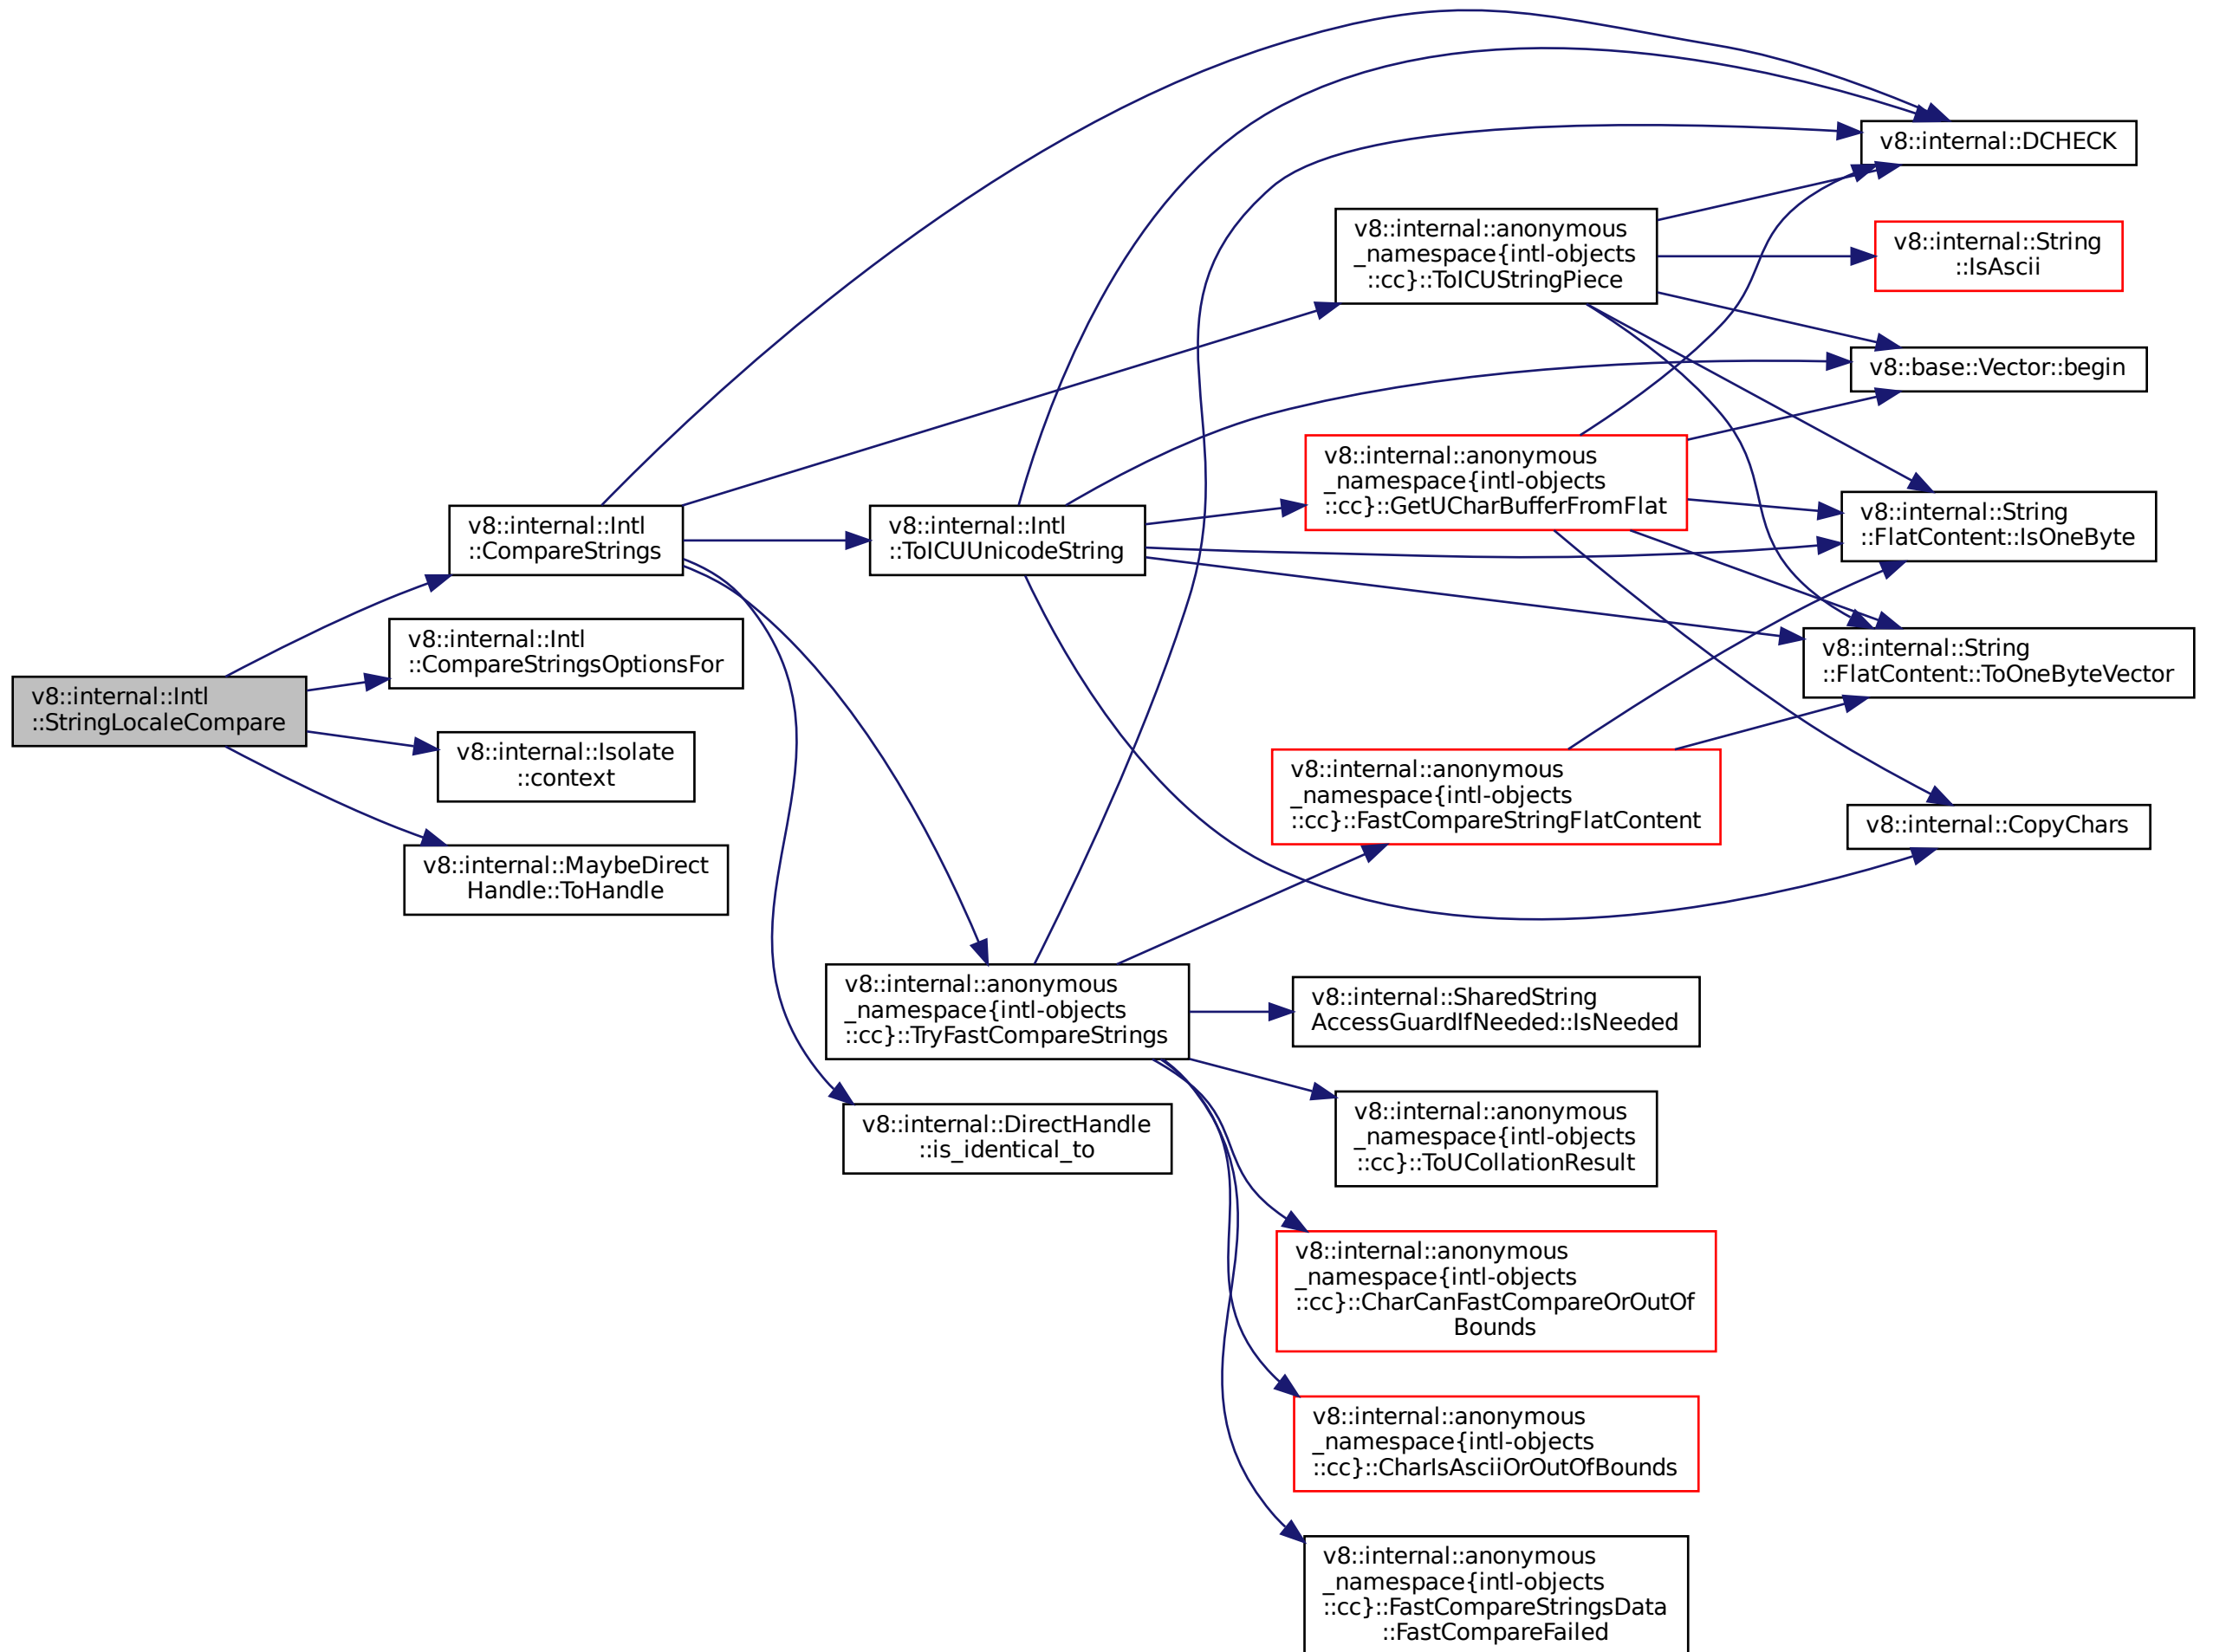 v8::internal::Intl
::StringLocaleCompare
v8::internal::Intl
::CompareStrings
v8::internal::Intl
::CompareStringsOptionsFor
v8::internal::Isolate
::context
v8::internal::MaybeDirect
Handle::ToHandle
v8::internal::Intl
::ToICUUnicodeString
v8::internal::anonymous
_namespace{intl-objects
::cc}::TryFastCompareStrings
v8::internal::DirectHandle
::is_identical_to
v8::internal::anonymous
_namespace{intl-objects
::cc}::ToICUStringPiece
v8::internal::anonymous
_namespace{intl-objects
::cc}::GetUCharBufferFromFlat
v8::internal::anonymous
_namespace{intl-objects
::cc}::FastCompareStringFlatContent
v8::internal::SharedString
AccessGuardIfNeeded::IsNeeded
v8::internal::anonymous
_namespace{intl-objects
::cc}::ToUCollationResult
v8::internal::anonymous
_namespace{intl-objects
::cc}::CharCanFastCompareOrOutOf
Bounds
v8::internal::anonymous
_namespace{intl-objects
::cc}::CharIsAsciiOrOutOfBounds
v8::internal::anonymous
_namespace{intl-objects
::cc}::FastCompareStringsData
::FastCompareFailed
v8::internal::DCHECK
v8::internal::String
::IsAscii
v8::base::Vector::begin
v8::internal::String
::FlatContent::IsOneByte
v8::internal::String
::FlatContent::ToOneByteVector
v8::internal::CopyChars